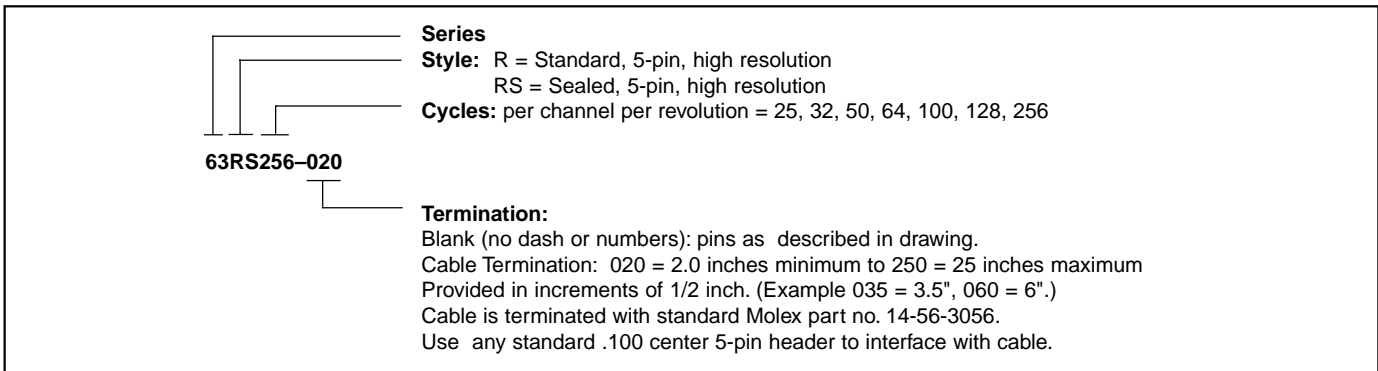 Series
Style: R = Standard, 5-pin, high resolution
RS = Sealed, 5-pin, high resolution
Cycles: per channel per revolution = 25, 32, 50, 64, 100, 128, 256
63RS256–020
Termination:
Blank (no dash or numbers): pins as described in drawing.
Cable Termination: 020 = 2.0 inches minimum to 250 = 25 inches maximum
Provided in increments of 1/2 inch. (Example 035 = 3.5", 060 = 6".)
Cable is terminated with standard Molex part no. 14-56-3056.
Use any standard .100 center 5-pin header to interface with cable.